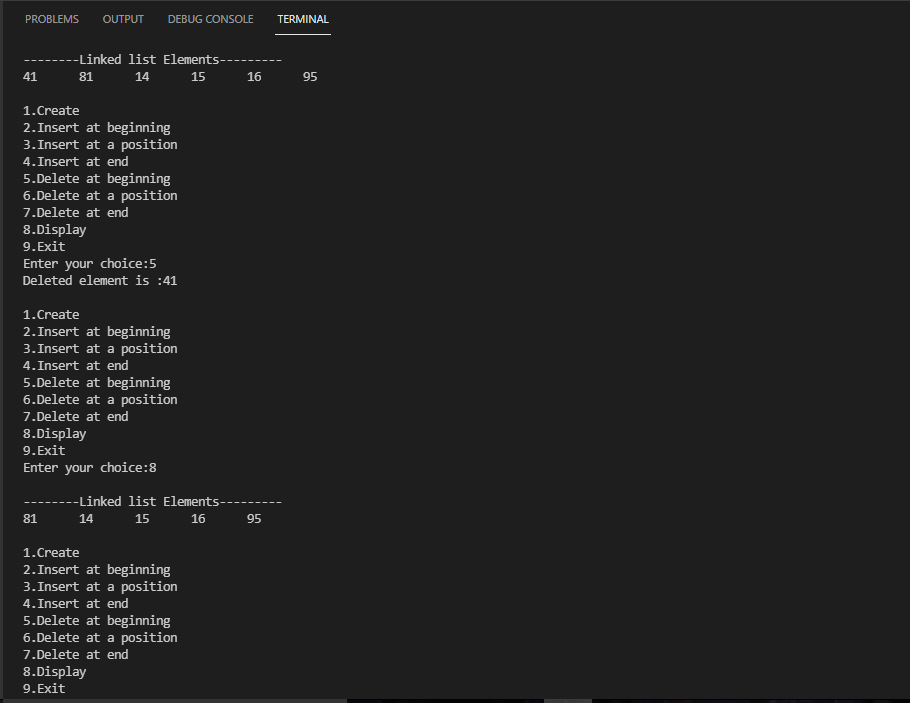 PROBLEMS OUTPUT DEBUG CONSOLE TERMINAL
--------Linked list Elements---------
41 81 14 15 16 95
1.Create
2.Insert at beginning
3.Insert at a position
4.Insert at end
5.Delete at beginning
6.Delete at a position
7.Delete at end
8.Display
9.Exit
Enter your choice:5
Deleted element is :41
1.Create
2.Insert at beginning
3.Insert at a position
4.Insert at end
5.Delete at beginning
6.Delete at a position
7.Delete at end
8.Display
9.Exit
Enter your choice:8
--------Linked list Elements---------
81 14 15 16 95
1.Create
2.Insert at beginning
3.Insert at a position
4.Insert at end
5.Delete at beginning
6.Delete at a position
7.Delete at end
8.Display
9.Exit